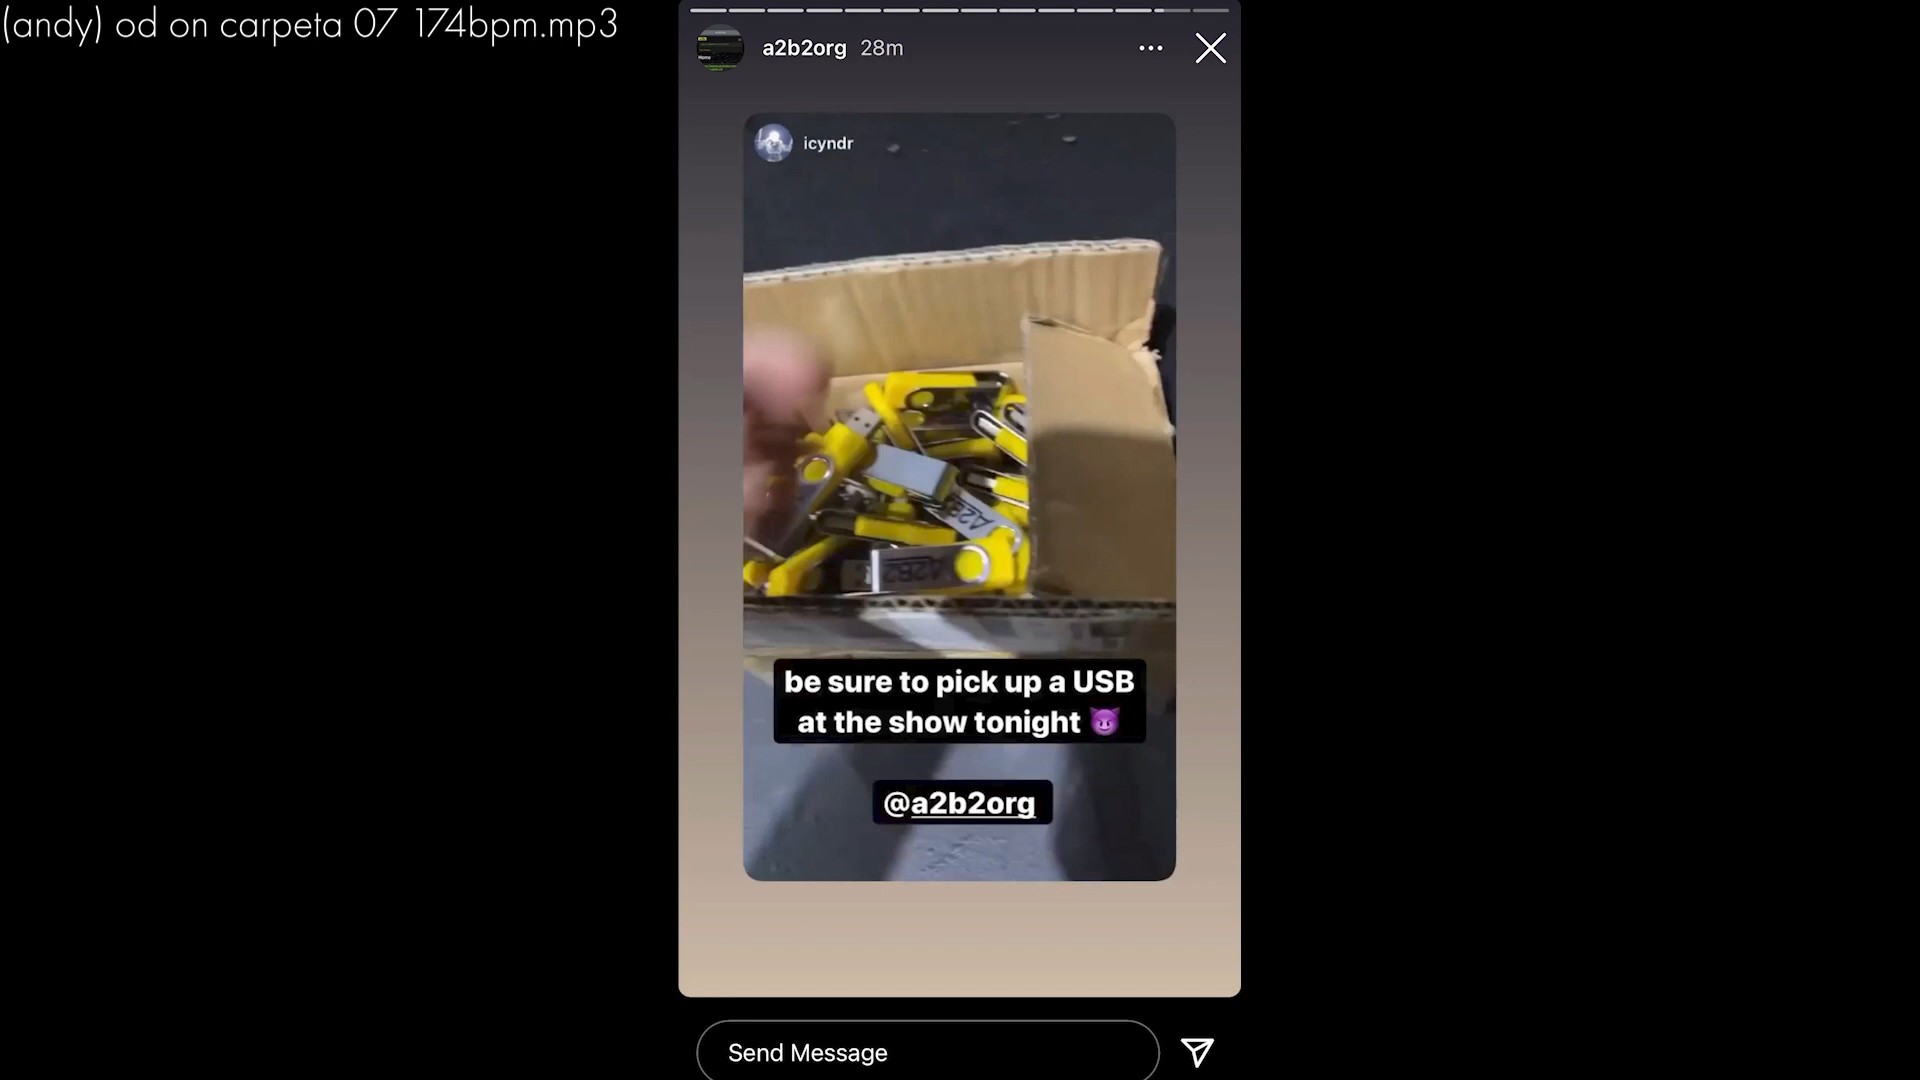 (andy) od on carpeta 07 174bpm.mp3
a2b2org 28m
icyndr
A2B2
be sure to pick up a USB
at the show tonight 😈
@a2b2org
Send Message